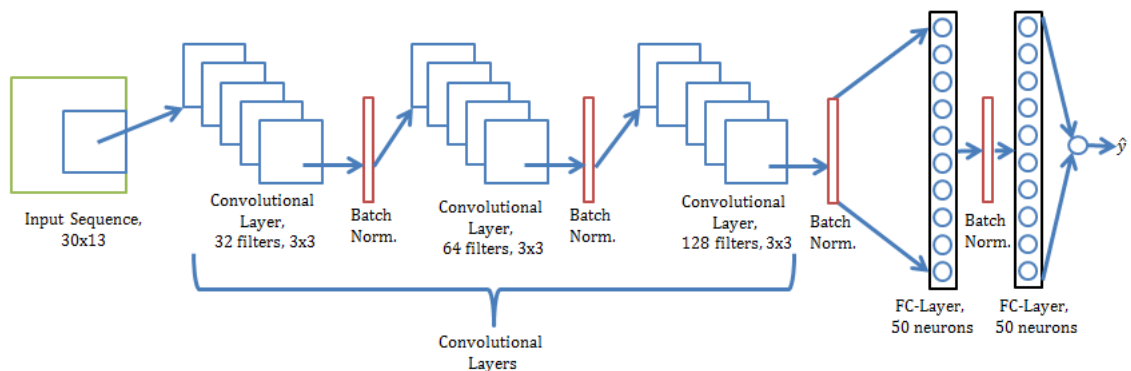 Input Sequence,
30x13
Convolutional
Layer,
32 filters, 3x3
Batch
Norm.
Convolutional
Layer,
64 filters, 3x3
Batch
Norm.
Convolutional
Layer,
128 filters, 3x3
Batch
Norm.
FC-Layer,
50 neurons
Batch
Norm.
FC-Layer,
50 neurons
ŷ
Convolutional
Layers